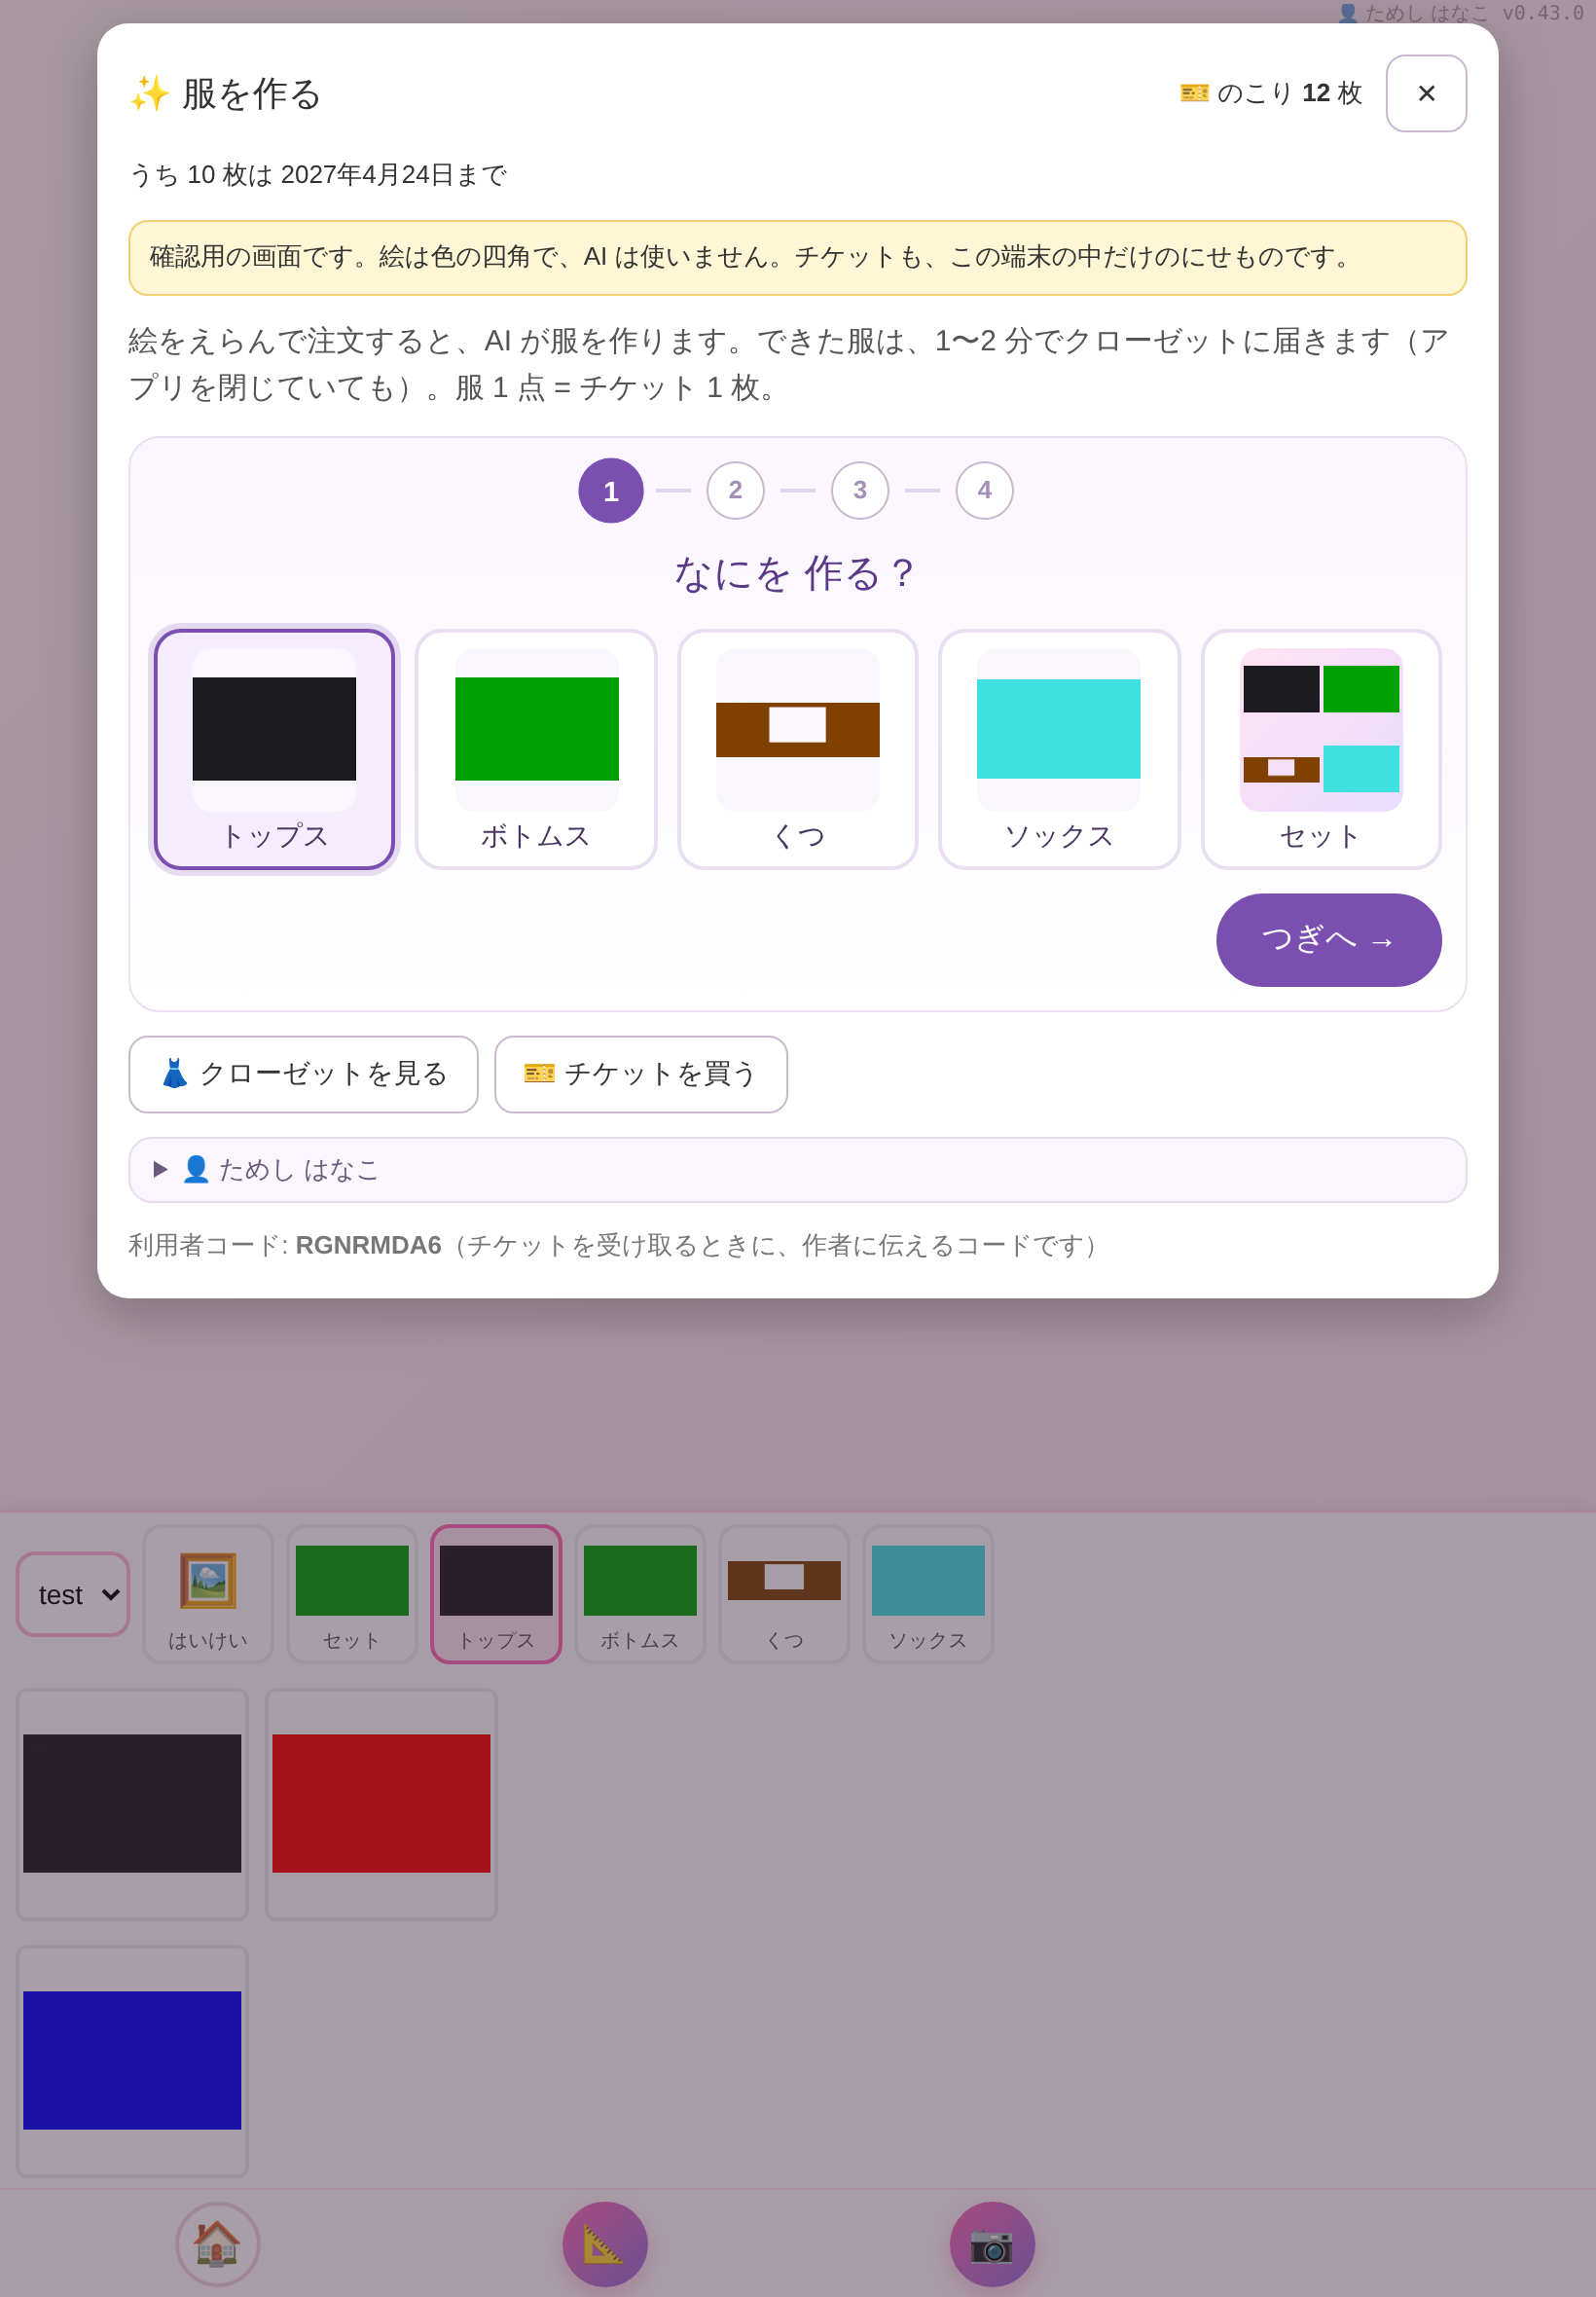 👤 ためし はなこ v0.43.0
✨ 服を作る
🎫 のこり 12 枚
×
うち 10 枚は 2027年4月24日まで
確認用の画面です。絵は色の四角で、AI は使いません。チケットも、この端末の中だけのにせものです。
絵をえらんで注文すると、AI が服を作ります。できた服は、1〜2 分でクローゼットに届きます（ア
プリを閉じていても）。服 1 点 = チケット 1 枚。
1 2 3 4
なにを 作る？
トップス ボトムス くつ ソックス セット
つぎへ →
👗 クローゼットを見る 🎫 チケットを買う
▶ 👤 ためし はなこ
利用者コード: RGNRMDA6（チケットを受け取るときに、作者に伝えるコードです）
test
はいけい セット トップス ボトムス くつ ソックス